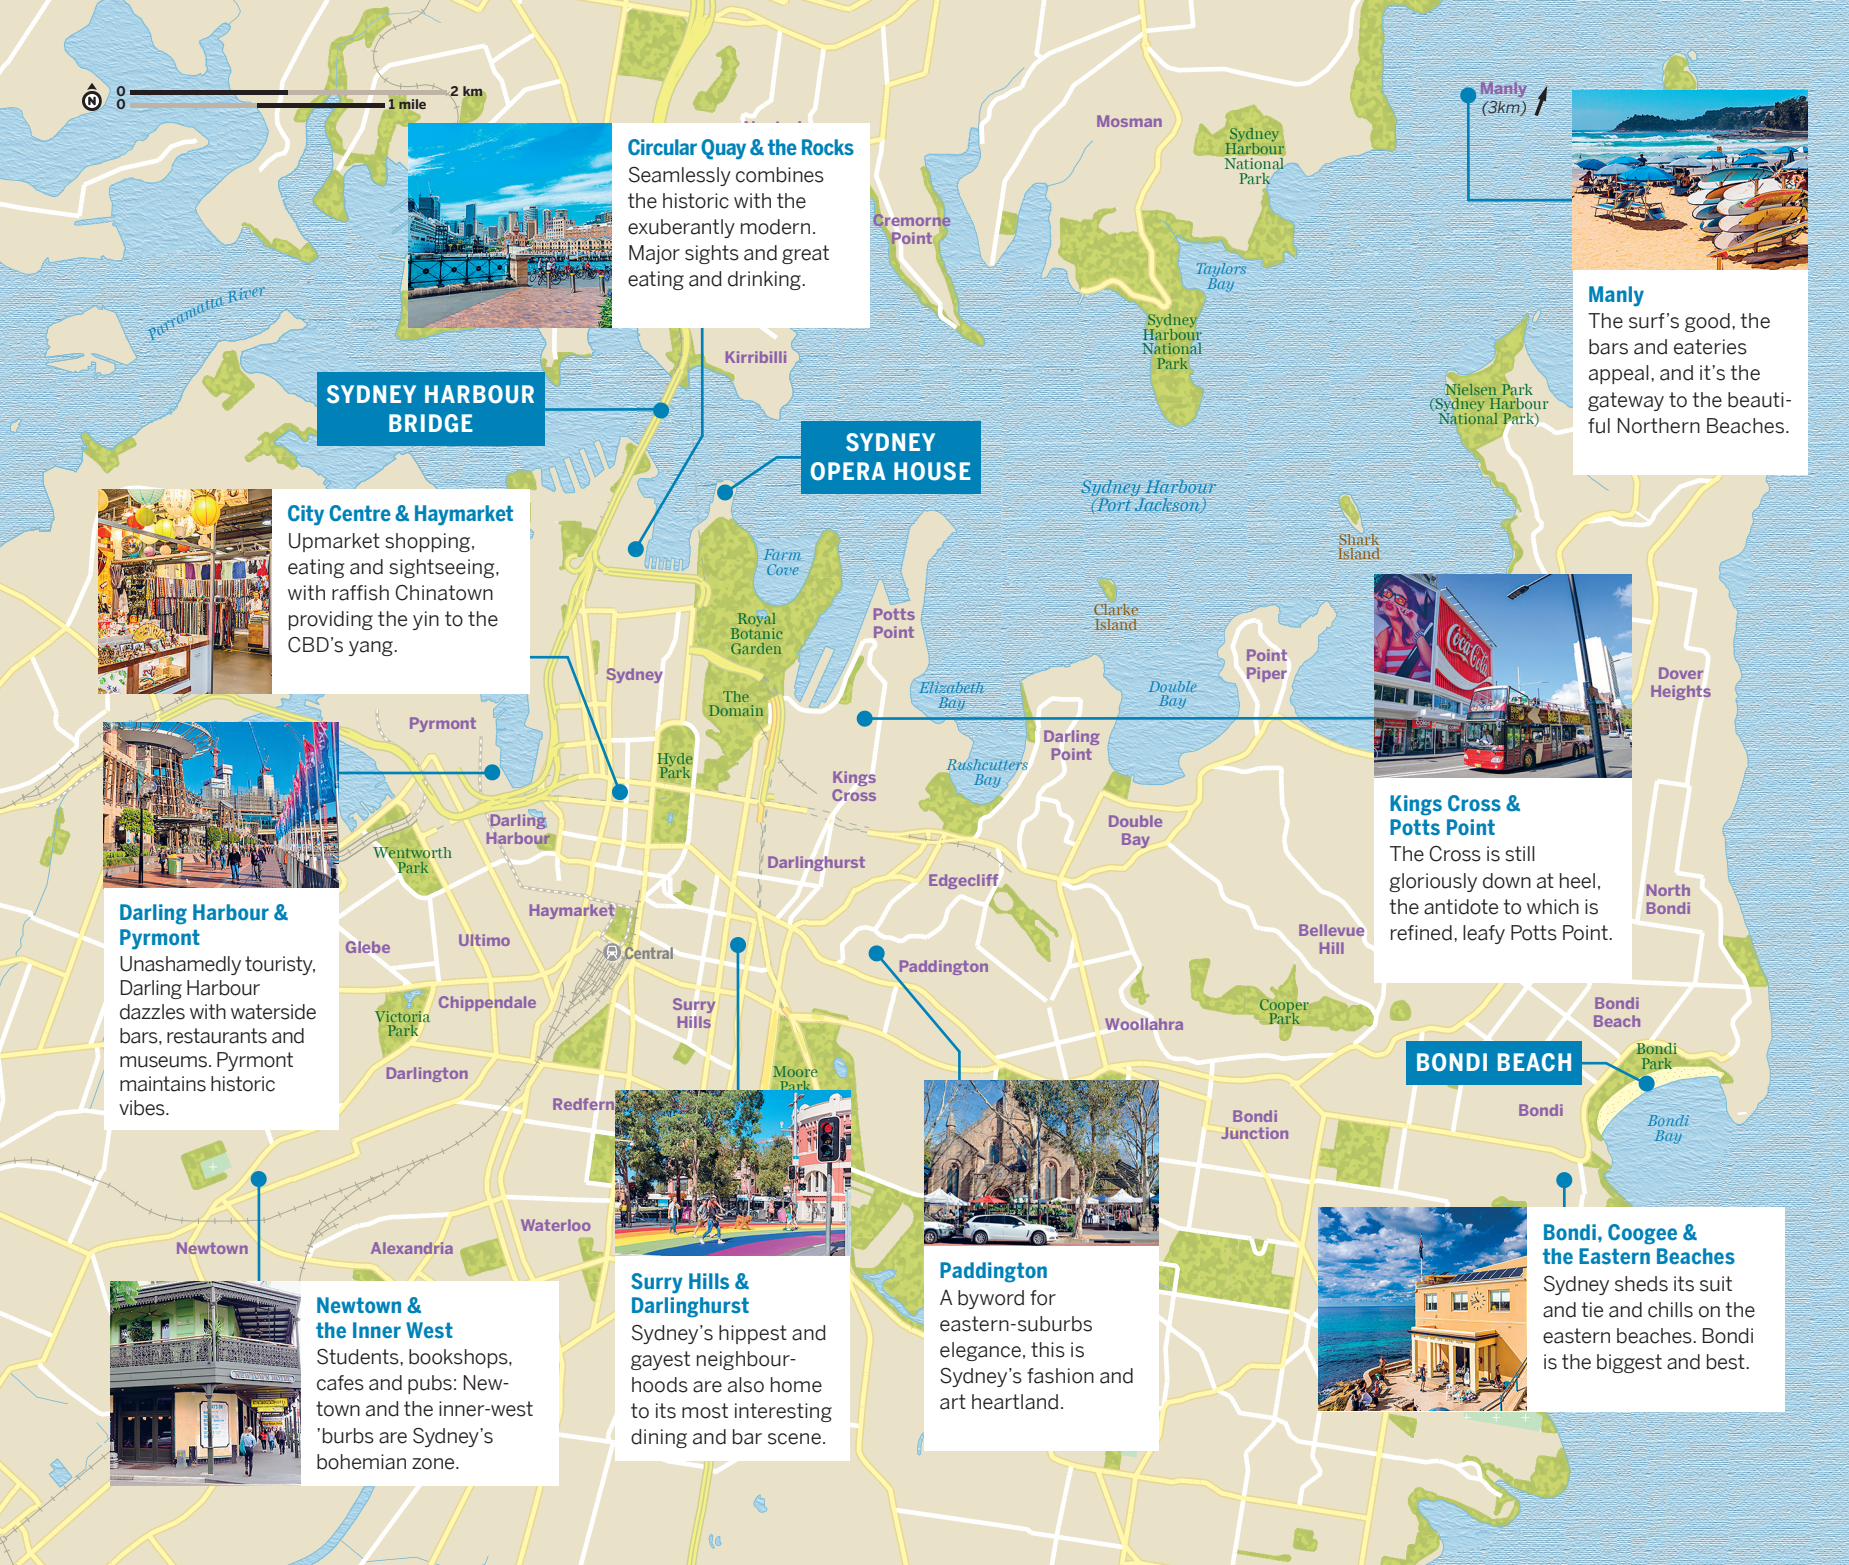 0
2 km
0
1 mile
N
Manly
(3km)
Mosman
Sydney
Harbour
National
Park
Circular Quay & the Rocks
Seamlessly combines
the historic with the
exuberantly modern.
Major sights and great
eating and drinking.
Cremorne
Point
Taylors
Bay
Parramatta River
Manly
The surf's good, the
bars and eateries
appeal, and it's the
gateway to the beauti-
ful Northern Beaches.
Sydney
Harbour
National
Park
Kirribilli
SYDNEY HARBOUR
BRIDGE
Nielsen Park
(Sydney Harbour
National Park)
SYDNEY
OPERA HOUSE
Sydney Harbour
(Port Jackson)
City Centre & Haymarket
Upmarket shopping,
eating and sightseeing,
with raffish Chinatown
providing the yin to the
CBD's yang.
Farm
Cove
Shark
Island
Clarke
Island
Royal
Botanic
Garden
Potts
Point
Coca-Cola
Sydney
Point
Piper
Dover
Heights
The
Domain
Elizabeth
Bay
Double
Bay
Pyrmont
Darling
Point
Hyde
Park
Rushcutters
Bay
Kings
Cross
Kings Cross &
Potts Point
The Cross is still
gloriously down at heel,
the antidote to which is
refined, leafy Potts Point.
Darling
Harbour
Double
Bay
Wentworth
Park
Darlinghurst
Edgecliff
North
Bondi
Darling Harbour &
Pyrmont
Unashamedly touristy,
Darling Harbour
dazzles with waterside
bars, restaurants and
museums. Pyrmont
maintains historic
vibes.
Haymarket
Glebe
Ultimo
Central
Bellevue
Hill
Paddington
Chippendale
Surry
Hills
Victoria
Park
Cooper
Park
Bondi
Beach
Woollahra
BONDI BEACH
Bondi
Park
Darlington
Moore
Park
Redfern
Bondi
Junction
Bondi
Bondi
Bay
Waterloo
Newtown
Alexandria
Bondi, Coogee &
the Eastern Beaches
Sydney sheds its suit
and tie and chills on the
eastern beaches. Bondi
is the biggest and best.
Paddington
A byword for
eastern-suburbs
elegance, this is
Sydney's fashion and
art heartland.
Surry Hills &
Darlinghurst
Sydney's hippest and
gayest neighbour-
hoods are also home
to its most interesting
dining and bar scene.
Newtown &
the Inner West
Students, bookshops,
cafes and pubs: New-
town and the inner-west
'burbs are Sydney's
bohemian zone.